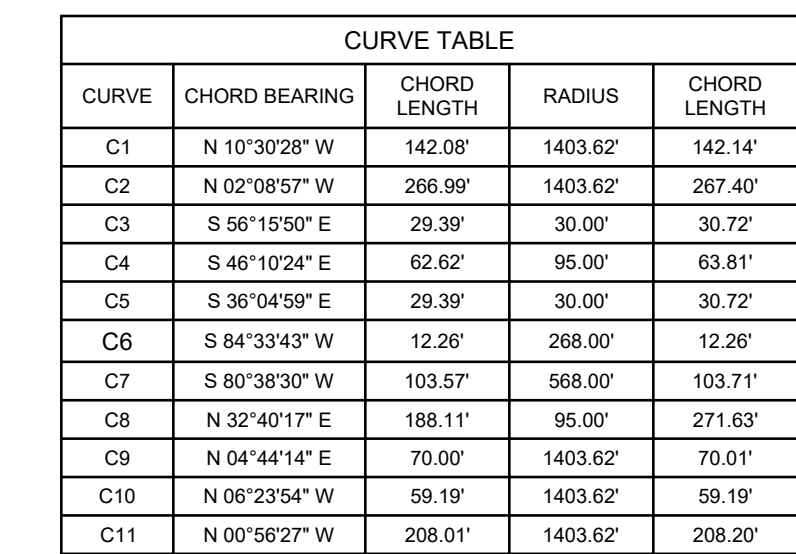 CURVE TABLE
CURVE CHORD BEARING CHORD LENGTH RADIUS CHORD LENGTH
C1 N 10°30'28" W 142.08' 1403.62' 142.14'
C2 N 02°08'57" W 266.99' 1403.62' 267.40'
C3 S 56°15'50" E 29.39' 30.00' 30.72'
C4 S 46°10'24" E 62.62' 95.00' 63.81'
C5 S 36°04'59" E 29.39' 30.00' 30.72'
C6 S 84°33'43" W 12.26' 268.00' 12.26'
C7 S 80°38'30" W 103.57' 568.00' 103.71'
C8 N 32°40'17" E 188.11' 95.00' 271.63'
C9 N 04°44'14" E 70.00' 1403.62' 70.01'
C10 N 06°23'54" W 59.19' 1403.62' 59.19'
C11 N 00°56'27" W 208.01' 1403.62' 208.20'